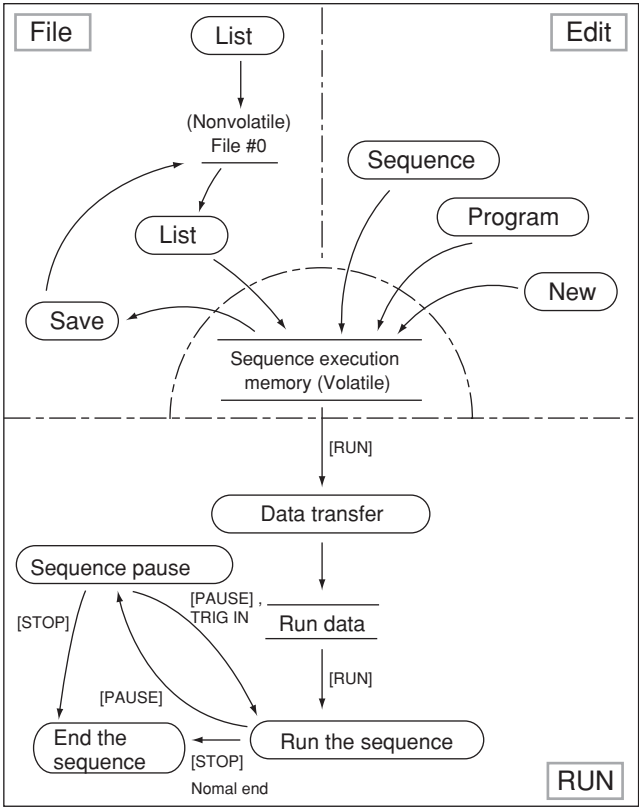 File
List
Edit
(Nonvolatile)
File #0
Sequence
Program
List
New
Save
Sequence execution
memory (Volatile)
[RUN]
Data transfer
Sequence pause
[PAUSE] ,
TRIG IN
[STOP]
Run data
[RUN]
[PAUSE]
End the
sequence
Run the sequence
[STOP]
Nomal end
RUN